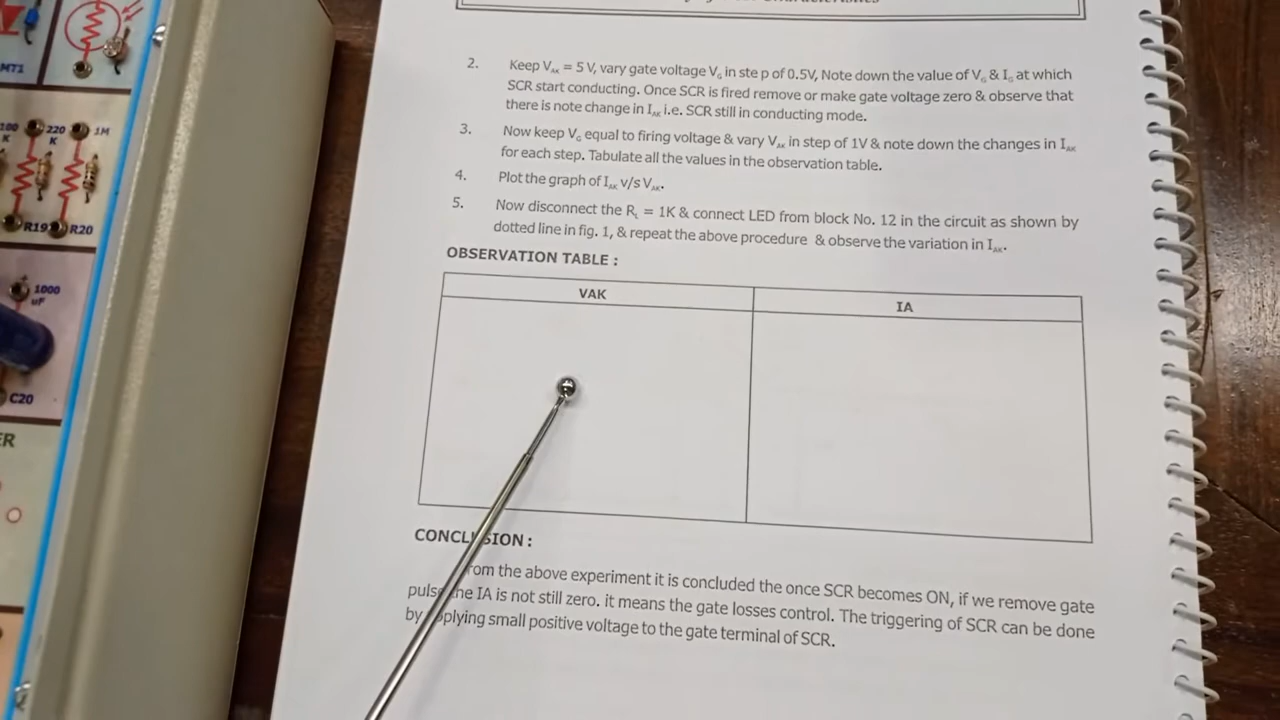 Characteristics
2. Keep VAK = 5 V, vary gate voltage VG in ste p of 0.5V, Note down the value of VG & IG at which
SCR start conducting. Once SCR is fired remove or make gate voltage zero & observe that
there is note change in IAK i.e. SCR still in conducting mode.
3. Now keep VG equal to firing voltage & vary VAK in step of 1V & note down the changes in IAK
for each step. Tabulate all the values in the observation table.
4. Plot the graph of IAK v/s VAK.
5. Now disconnect the RL = 1K & connect LED from block No. 12 in the circuit as shown by
dotted line in fig. 1, & repeat the above procedure & observe the variation in IAK.
OBSERVATION TABLE :
VAK
IA
CONCLUSION :
om the above experiment it is concluded the once SCR becomes ON, if we remove gate
puls he IA is not still zero. it means the gate losses control. The triggering of SCR can be done
by plying small positive voltage to the gate terminal of SCR.
MT1
100
K
220
K
1M
R19
R20
1000
uF
C20
ER